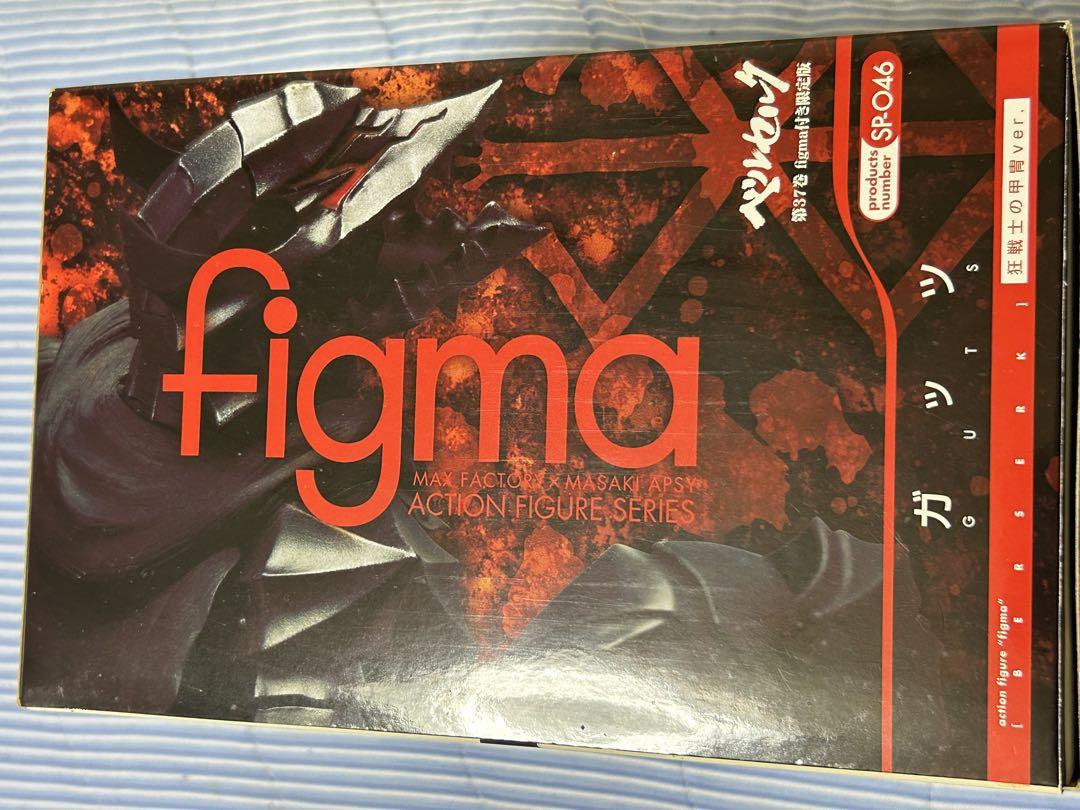 figma
MAX FACTORY × MASAKI APSY
ACTION FIGURE SERIES
ベルセルク
第37巻 figma付き限定版
products number SP-046
ガッツ
GUTS
狂戦士の甲冑ver.
action figure "figma"
[BERSERK]